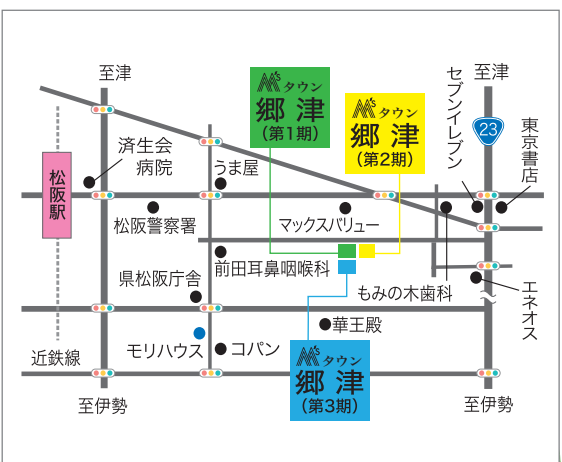 至津
至津
M'sタウン
郷津
(第1期)
M'sタウン
郷津
(第2期)
セブンイレブン
23
東京書店
済生会
病院
うま屋
松阪駅
松阪警察署
マックスバリュー
前田耳鼻咽喉科
県松阪庁舎
もみの木歯科
エネオス
華王殿
モリハウス
コパン
近鉄線
M'sタウン
郷津
(第3期)
至伊勢
至伊勢